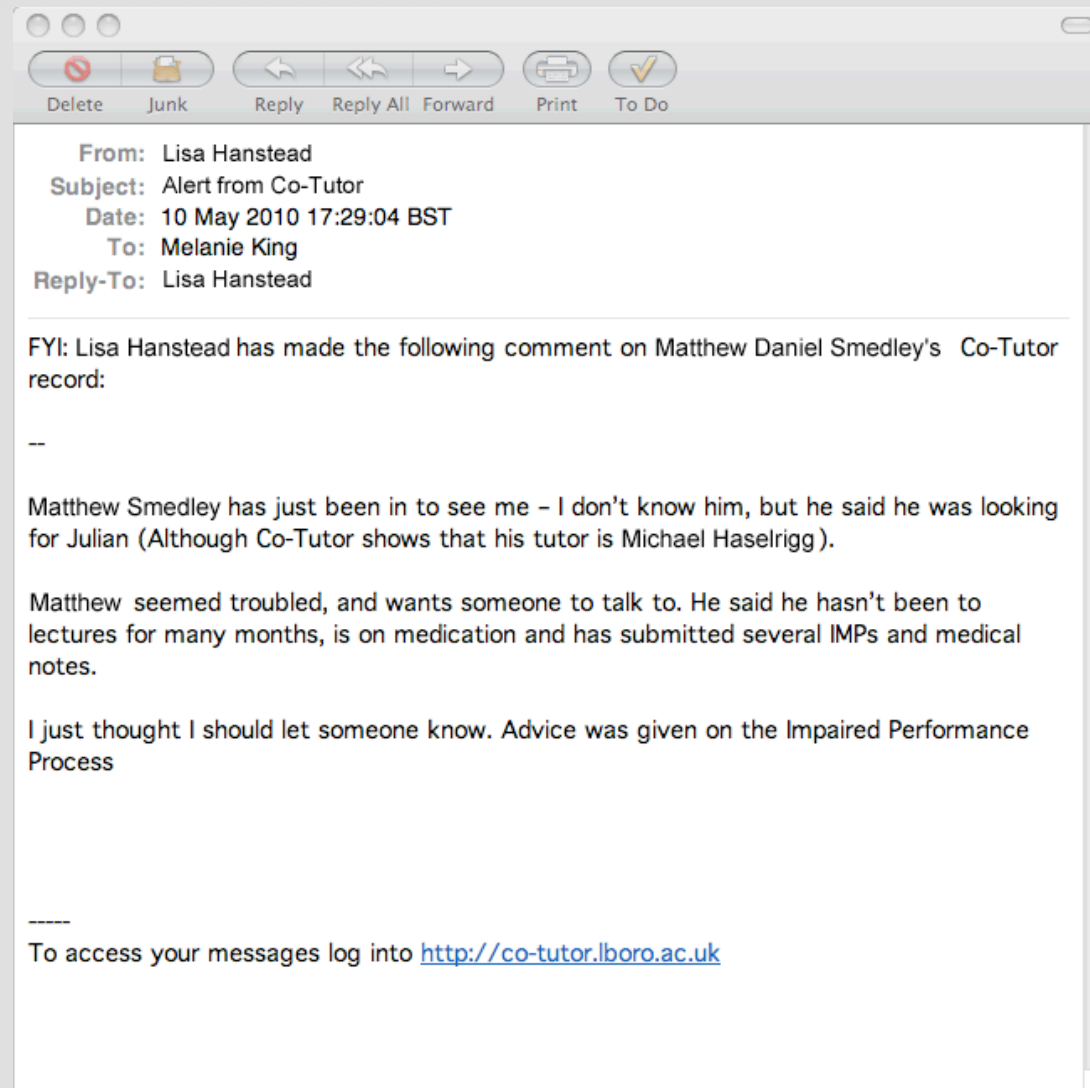 Delete Junk Reply Reply All Forward Print To Do
From: Lisa Hanstead
Subject: Alert from Co-Tutor
Date: 10 May 2010 17:29:04 BST
To: Melanie King
Reply-To: Lisa Hanstead
FYI: Lisa Hanstead has made the following comment on Matthew Daniel Smedley's Co-Tutor
record:
--
Matthew Smedley has just been in to see me – I don't know him, but he said he was looking
for Julian (Although Co-Tutor shows that his tutor is Michael Haselrigg).
Matthew seemed troubled, and wants someone to talk to. He said he hasn't been to
lectures for many months, is on medication and has submitted several IMPs and medical
notes.
I just thought I should let someone know. Advice was given on the Impaired Performance
Process
-----
To access your messages log into http://co-tutor.lboro.ac.uk